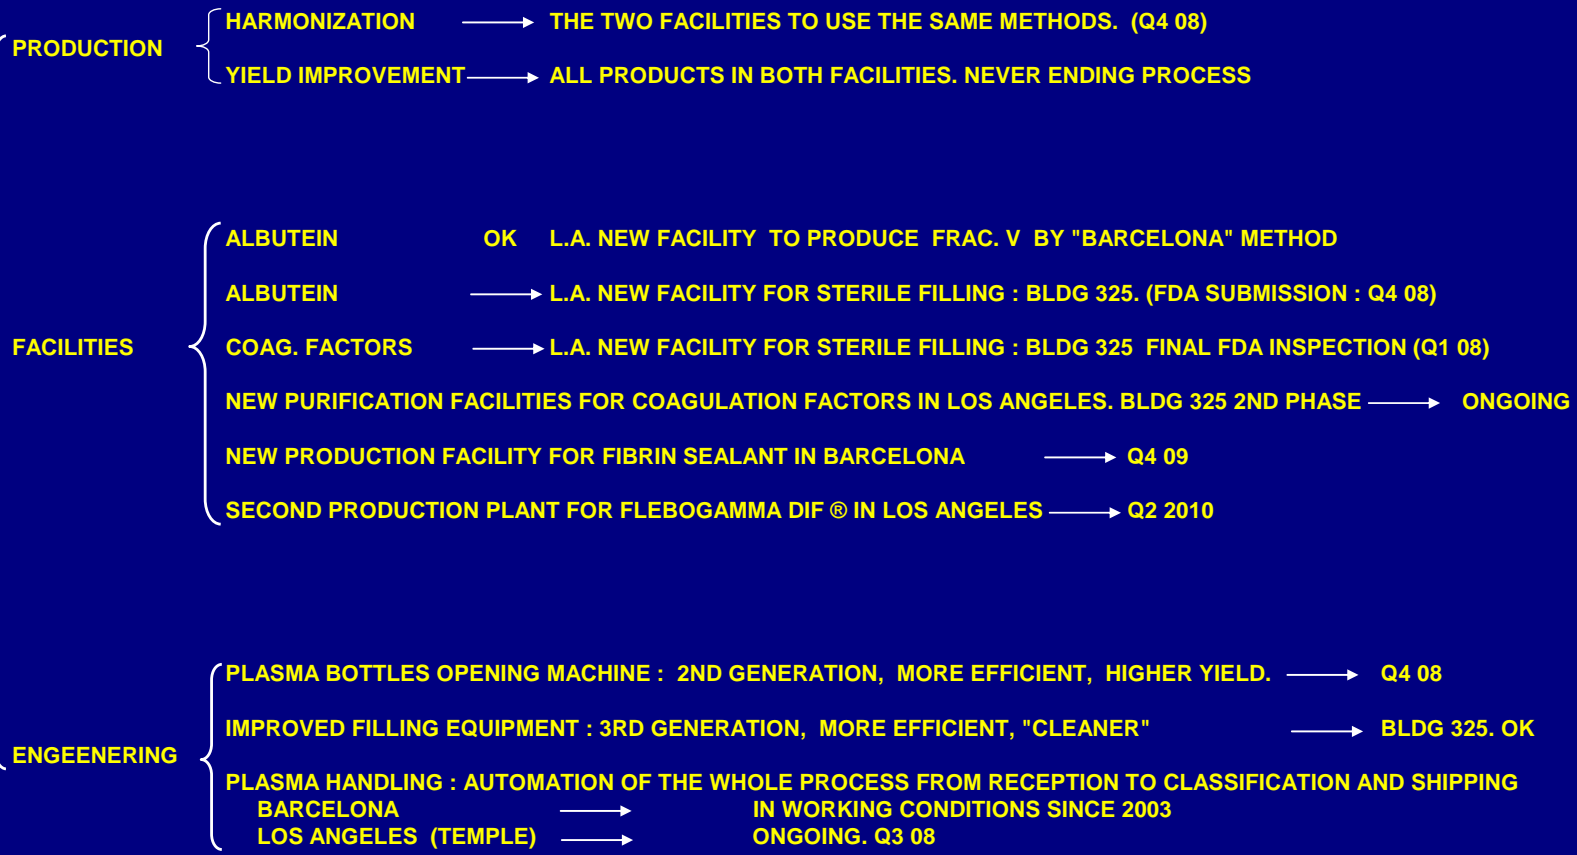 HARMONIZATION THE TWO FACILITIES TO USE THE SAME METHODS. (Q4 08)
PRODUCTION
YIELD IMPROVEMENT ALL PRODUCTS IN BOTH FACILITIES. NEVER ENDING PROCESS
ALBUTEIN OK L.A. NEW FACILITY TO PRODUCE FRAC. V BY "BARCELONA" METHOD
ALBUTEIN L.A. NEW FACILITY FOR STERILE FILLING : BLDG 325. (FDA SUBMISSION : Q4 08)
FACILITIES COAG. FACTORS L.A. NEW FACILITY FOR STERILE FILLING : BLDG 325 FINAL FDA INSPECTION (Q1 08)
NEW PURIFICATION FACILITIES FOR COAGULATION FACTORS IN LOS ANGELES. BLDG 325 2ND PHASE ONGOING
NEW PRODUCTION FACILITY FOR FIBRIN SEALANT IN BARCELONA Q4 09
SECOND PRODUCTION PLANT FOR FLEBOGAMMA DIF ® IN LOS ANGELES Q2 2010
PLASMA BOTTLES OPENING MACHINE : 2ND GENERATION, MORE EFFICIENT, HIGHER YIELD. Q4 08
IMPROVED FILLING EQUIPMENT : 3RD GENERATION, MORE EFFICIENT, "CLEANER" BLDG 325. OK
ENGEENERING
PLASMA HANDLING : AUTOMATION OF THE WHOLE PROCESS FROM RECEPTION TO CLASSIFICATION AND SHIPPING
BARCELONA IN WORKING CONDITIONS SINCE 2003
LOS ANGELES (TEMPLE) ONGOING. Q3 08